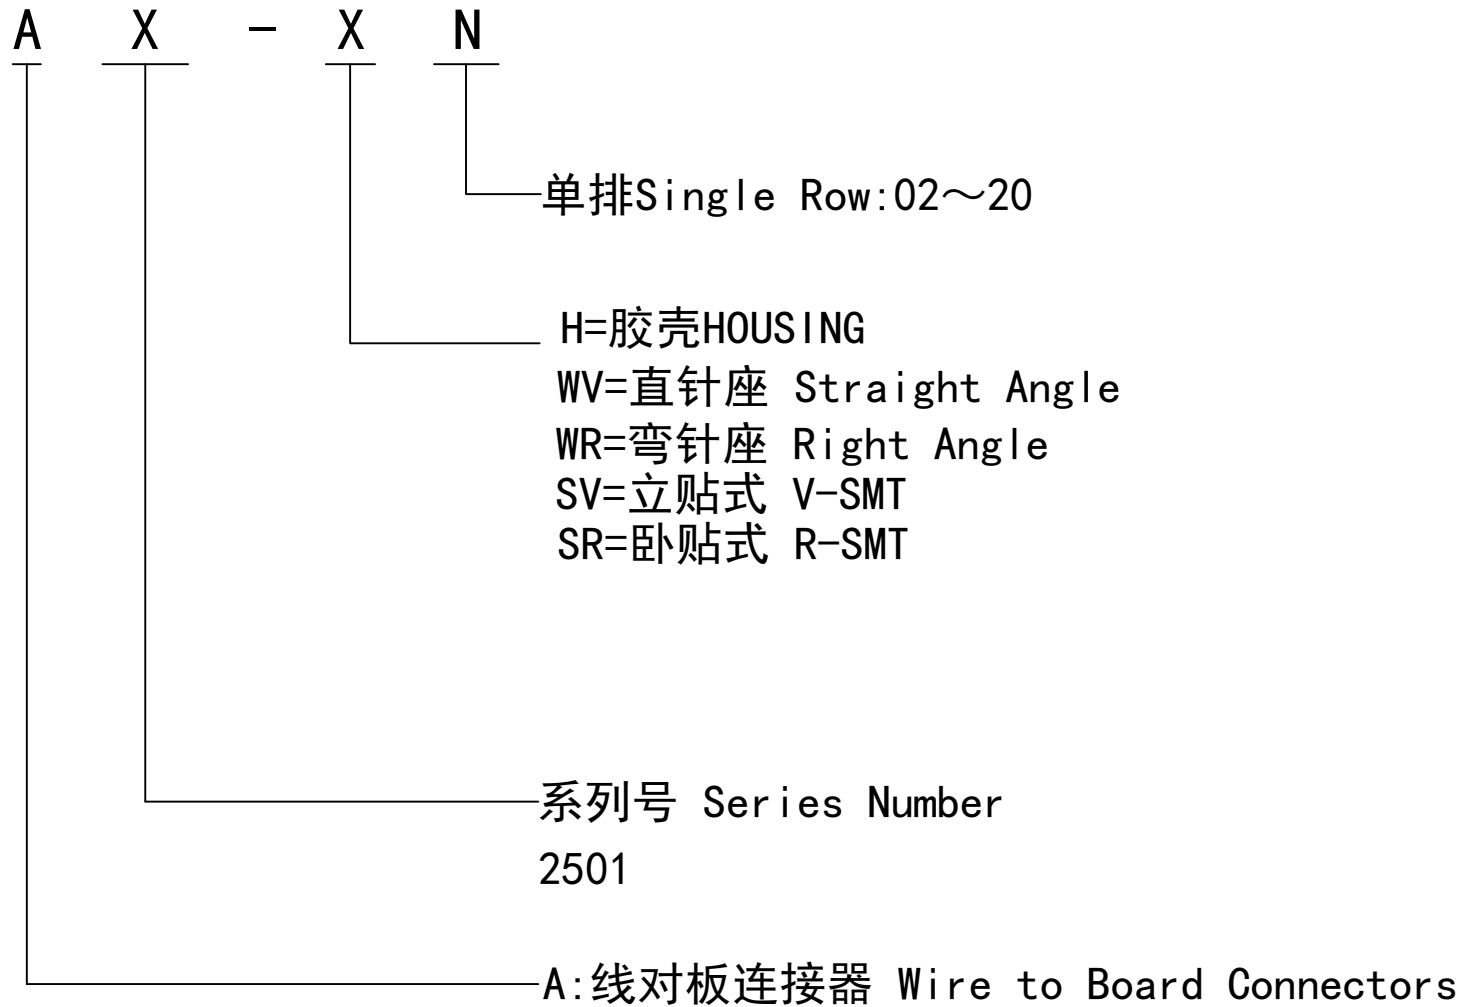 A X - X N
单排Single Row:02～20
H=胶壳HOUSING
WV=直针座 Straight Angle
WR=弯针座 Right Angle
SV=立贴式 V-SMT
SR=卧贴式 R-SMT
系列号 Series Number
2501
A:线对板连接器 Wire to Board Connectors